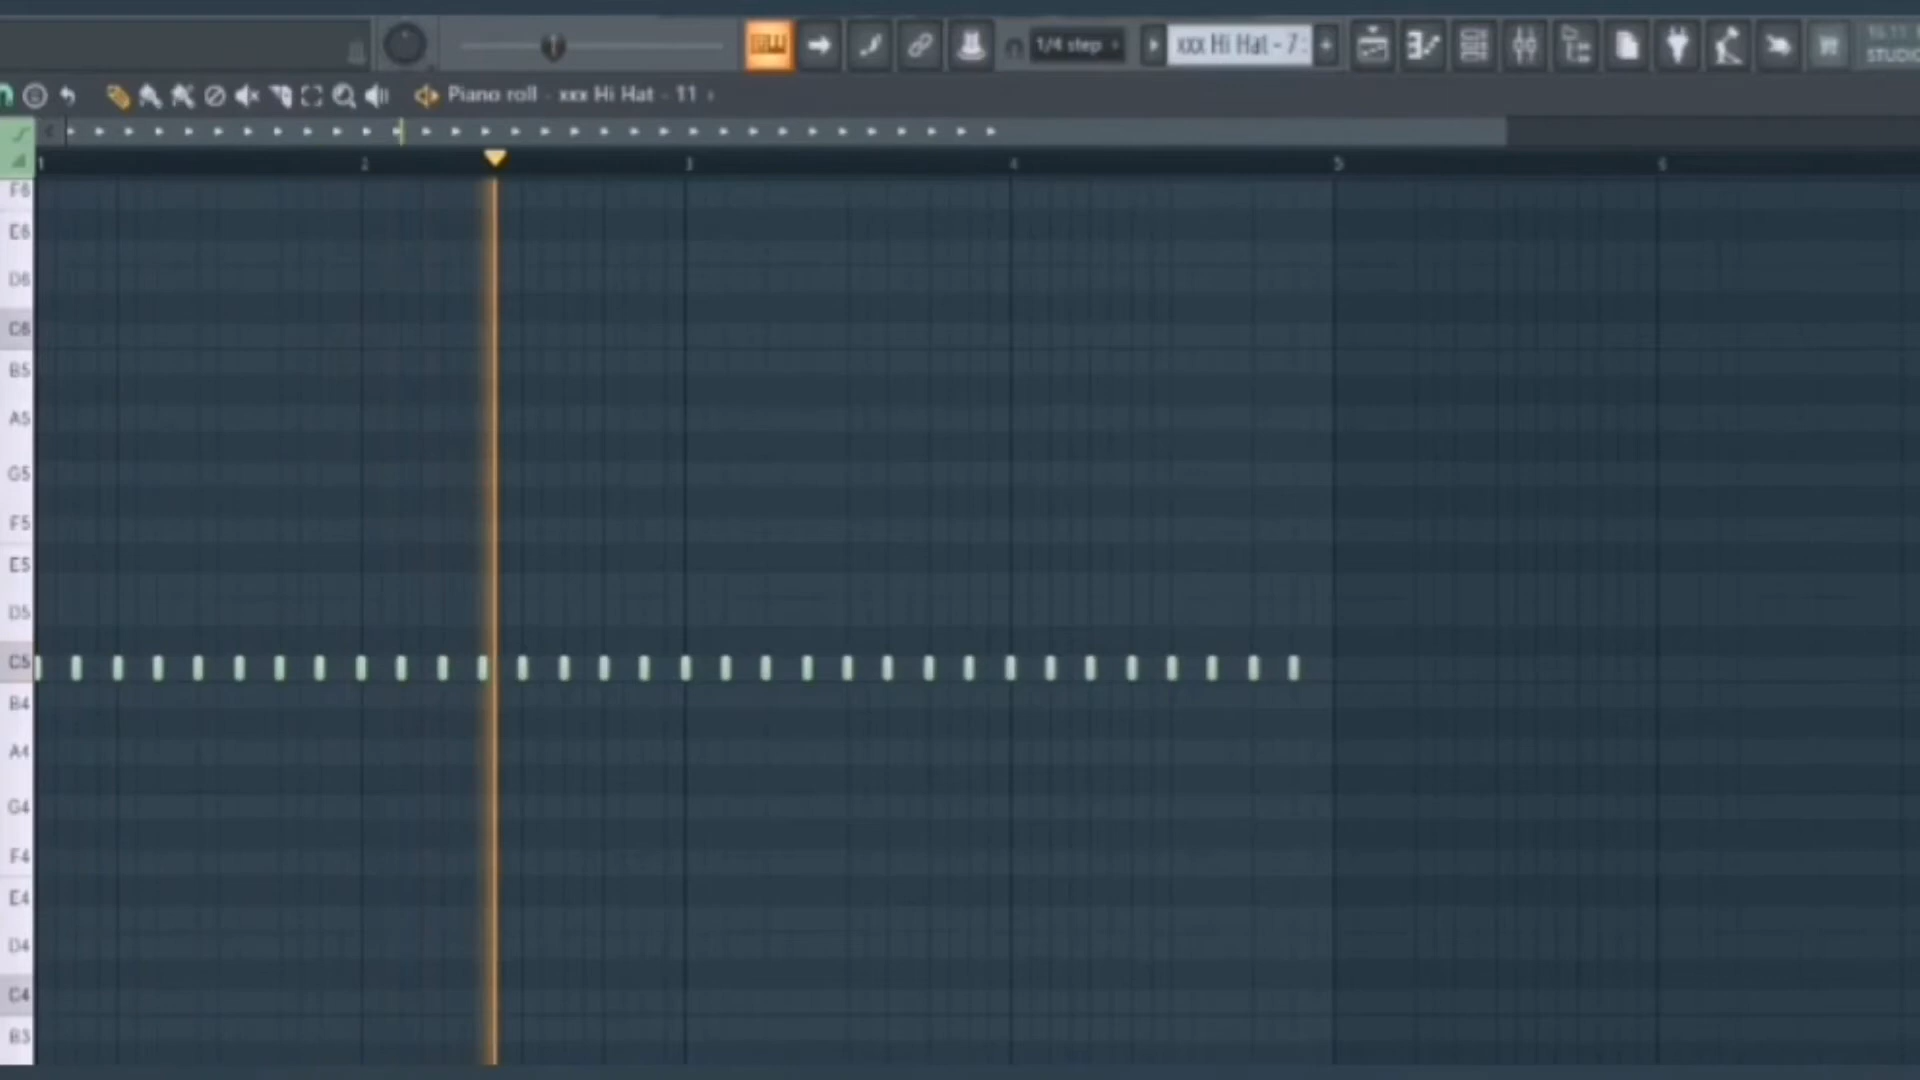 1/4 step
xxx Hi Hat - 7
STUDIO
Piano roll - xxx Hi Hat - 11
1 2 3 4 5 6
F6
E6
D6
C6
B5
A5
G5
F5
E5
D5
C5
B4
A4
G4
F4
E4
D4
C4
B3